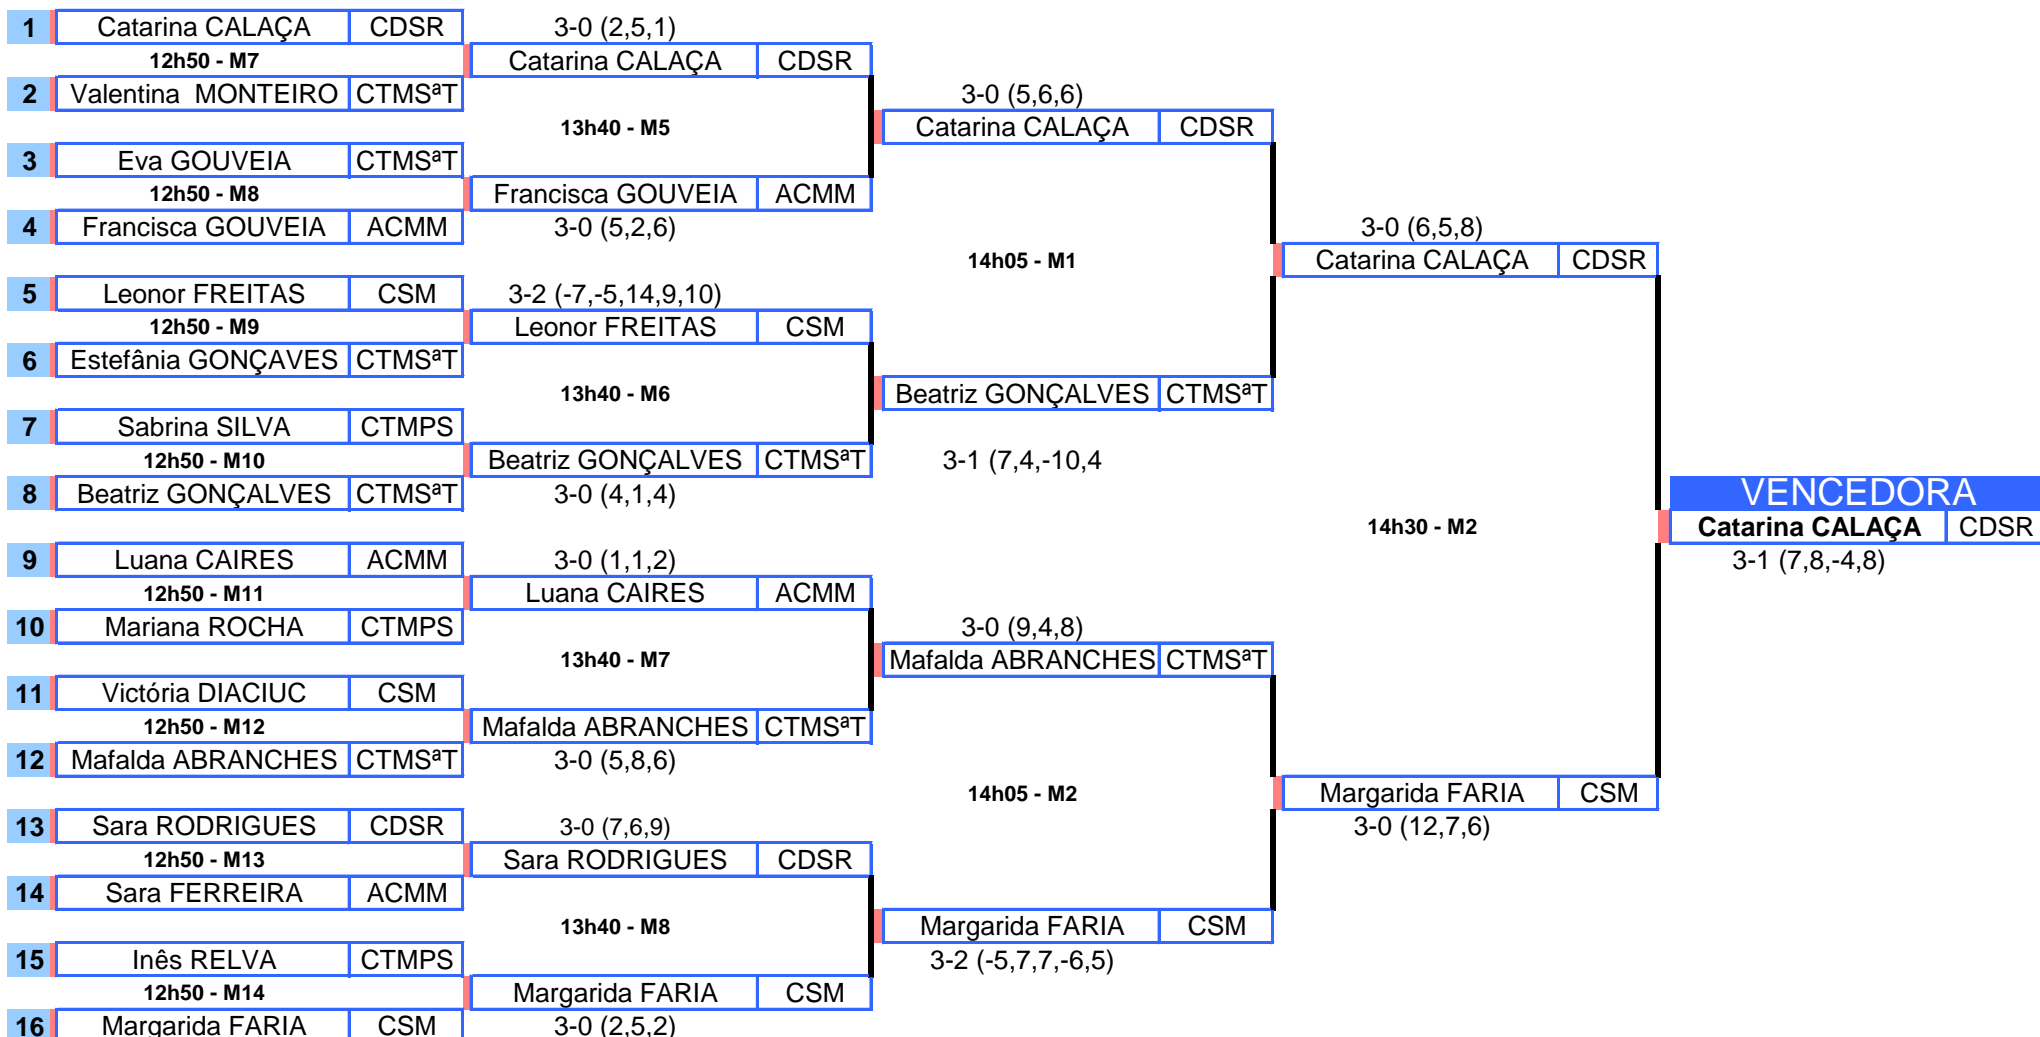 1 Catarina CALAÇA CDSR 3-0 (2,5,1)
12h50 - M7 Catarina CALAÇA CDSR
2 Valentina MONTEIRO CTMSªT 3-0 (5,6,6)
13h40 - M5 Catarina CALAÇA CDSR
3 Eva GOUVEIA CTMSªT
12h50 - M8 Francisca GOUVEIA ACMM
4 Francisca GOUVEIA ACMM 3-0 (5,2,6) 3-0 (6,5,8)
14h05 - M1 Catarina CALAÇA CDSR
5 Leonor FREITAS CSM 3-2 (-7,-5,14,9,10)
12h50 - M9 Leonor FREITAS CSM
6 Estefânia GONÇAVES CTMSªT
13h40 - M6 Beatriz GONÇALVES CTMSªT
7 Sabrina SILVA CTMPS
12h50 - M10 Beatriz GONÇALVES CTMSªT 3-1 (7,4,-10,4
8 Beatriz GONÇALVES CTMSªT 3-0 (4,1,4) VENCEDORA
14h30 - M2 Catarina CALAÇA CDSR
9 Luana CAIRES ACMM 3-0 (1,1,2) 3-1 (7,8,-4,8)
12h50 - M11 Luana CAIRES ACMM
10 Mariana ROCHA CTMPS 3-0 (9,4,8)
13h40 - M7 Mafalda ABRANCHES CTMSªT
11 Victória DIACIUC CSM
12h50 - M12 Mafalda ABRANCHES CTMSªT
12 Mafalda ABRANCHES CTMSªT 3-0 (5,8,6)
14h05 - M2 Margarida FARIA CSM
13 Sara RODRIGUES CDSR 3-0 (7,6,9) 3-0 (12,7,6)
12h50 - M13 Sara RODRIGUES CDSR
14 Sara FERREIRA ACMM
13h40 - M8 Margarida FARIA CSM
15 Inês RELVA CTMPS 3-2 (-5,7,7,-6,5)
12h50 - M14 Margarida FARIA CSM
16 Margarida FARIA CSM 3-0 (2,5,2)